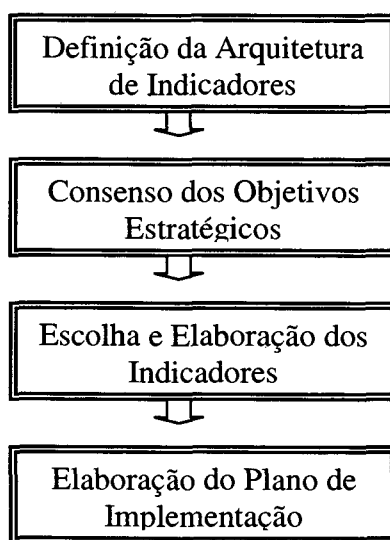 Definição da Arquitetura
de Indicadores
Consenso dos Objetivos
Estratégicos
Escolha e Elaboração dos
Indicadores
Elaboração do Plano de
Implementação